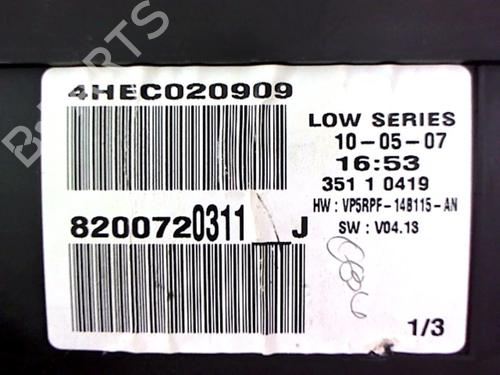 4HEC020909
LOW SERIES
10-05-07
16:53
351 1 0419
HW : VP5RPF-14B115-AN
SW : V04.13
8200720311__J
1/3